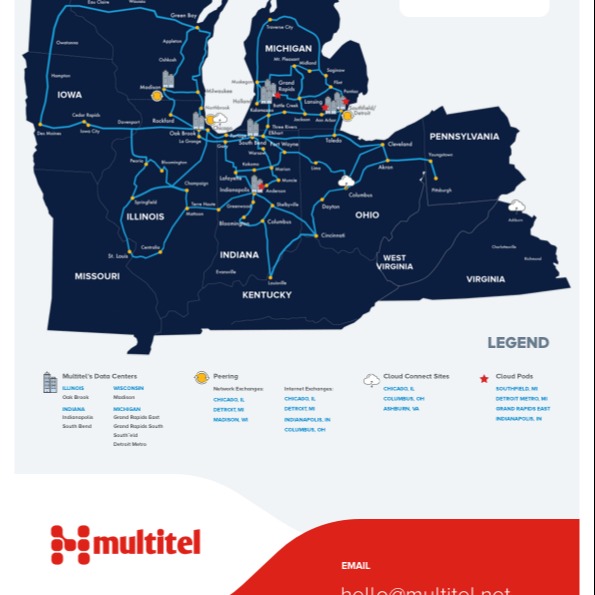 Eau Claire
Wausau
Green Bay
Traverse City
Owatonna
Appleton
Oshkosh
MICHIGAN
Mt. Pleasant
Midland
Saginaw
Hampton
Muskegon
Flint
IOWA
Madison
Milwaukee
Grand
Rapids
Pontiac
Holland
Lansing
Southfield/
Detroit
Battle Creek
Kalamazoo
Cedar Rapids
Davenport
Rockford
Northbrook
Jackson
Ann Arbor
Des Moines
Iowa City
Oak Brook
Chicago
Three Rivers
Elkhart
Toledo
PENNSYLVANIA
La Grange
Gary
South Bend
Fort Wayne
Cleveland
Warsaw
Youngstown
Peoria
Bloomington
Kokomo
Marion
Lima
Akron
Champaign
Lafayette
Muncie
Pittsburgh
Indianapolis
Anderson
Columbus
Springfield
Terre Haute
Greenwood
Shelbyville
Dayton
Mattoon
ILLINOIS
Bloomington
Columbus
OHIO
Ashburn
Cincinnati
Centralia
Charlottesville
St. Louis
INDIANA
WEST
VIRGINIA
Richmond
MISSOURI
Evansville
Louisville
VIRGINIA
KENTUCKY
LEGEND
Multitel's Data Centers
ILLINOIS
Oak Brook
INDIANA
Indianapolis
South Bend
WISCONSIN
Madison
MICHIGAN
Grand Rapids East
Grand Rapids South
Southfield
Detroit Metro
Peering
Network Exchanges:
CHICAGO, IL
DETROIT, MI
MADISON, WI
Internet Exchanges:
CHICAGO, IL
DETROIT, MI
INDIANAPOLIS, IN
COLUMBUS, OH
Cloud Connect Sites
CHICAGO, IL
COLUMBUS, OH
ASHBURN, VA
Cloud Pods
SOUTHFIELD, MI
DETROIT METRO, MI
GRAND RAPIDS EAST
INDIANAPOLIS, IN
multitel
EMAIL
hello@multitel.net